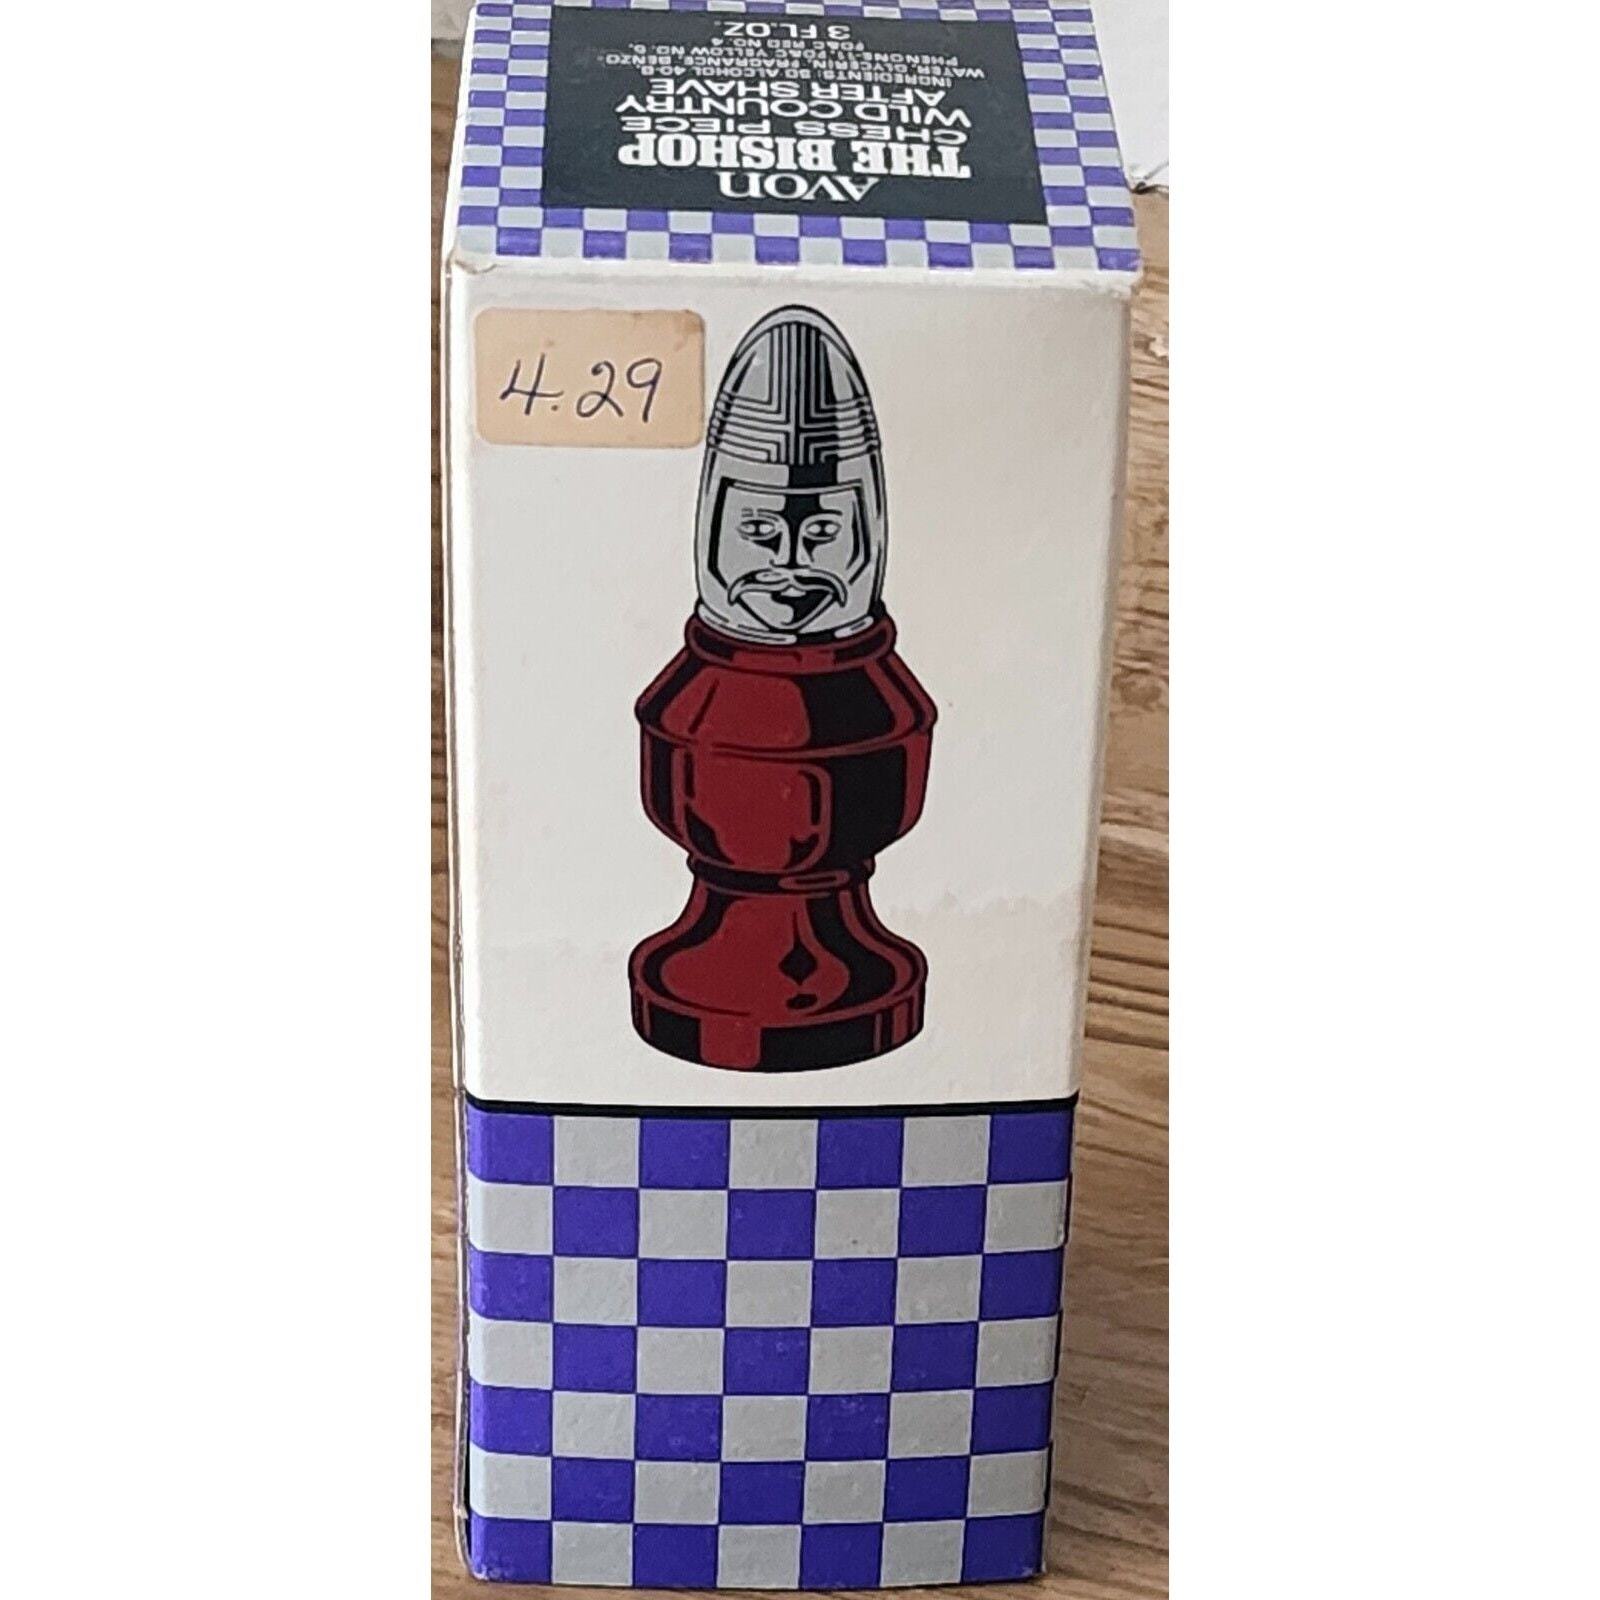 AVON
THE BISHOP
CHESS PIECE
WILD COUNTRY
AFTER SHAVE
INGREDIENTS: SD ALCOHOL 40-B,
WATER, GLYCERIN, FRAGRANCE, BENZO-
PHENONE-11, FD&C YELLOW NO. 5,
FD&C RED NO. 4
3 FL.OZ.
4.29